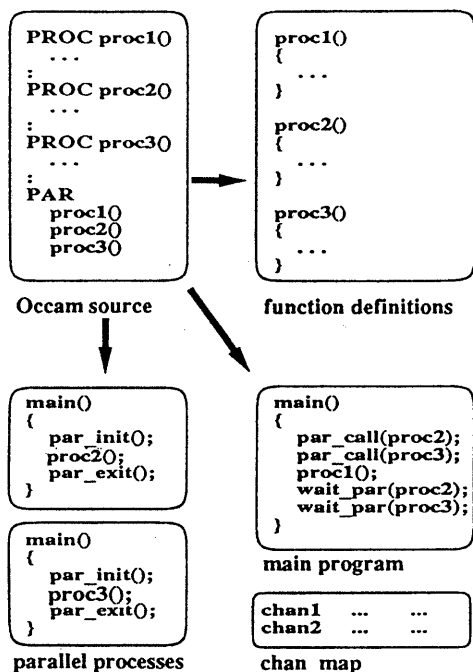 PROC proc1()
...
:
PROC proc2()
...
:
PROC proc3()
...
:
PAR
proc1()
proc2()
proc3()
Occam source
proc1()
{
...
}
proc2()
{
...
}
proc3()
{
...
}
function definitions
main()
{
par_init();
proc2();
par_exit();
}
main()
{
par_init();
proc3();
par_exit();
}
parallel processes
main()
{
par_call(proc2);
par_call(proc3);
proc1();
wait_par(proc2);
wait_par(proc3);
}
main program
chan1 ... ...
chan2 ... ...
chan map